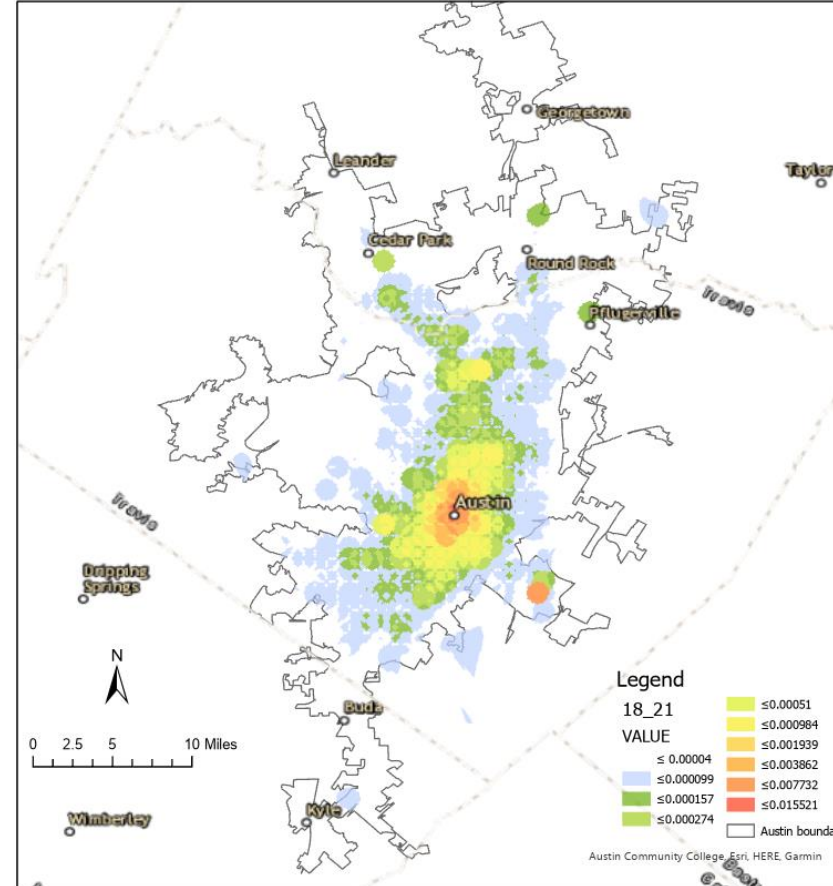 Georgetown
Leander
Taylor
Cedar Park
Round Rock
Travis
Pflugerville
Austin
Travis
Dripping
Springs
N
Buda
0 2.5 5 10 Miles
Kyle
Wimberley
Legend
18_21
VALUE
≤ 0.00004
≤0.000099
≤0.000157
≤0.000274
≤0.00051
≤0.000984
≤0.001939
≤0.003862
≤0.007732
≤0.015521
Austin bounda
Austin Community College, Esri, HERE, Garmin